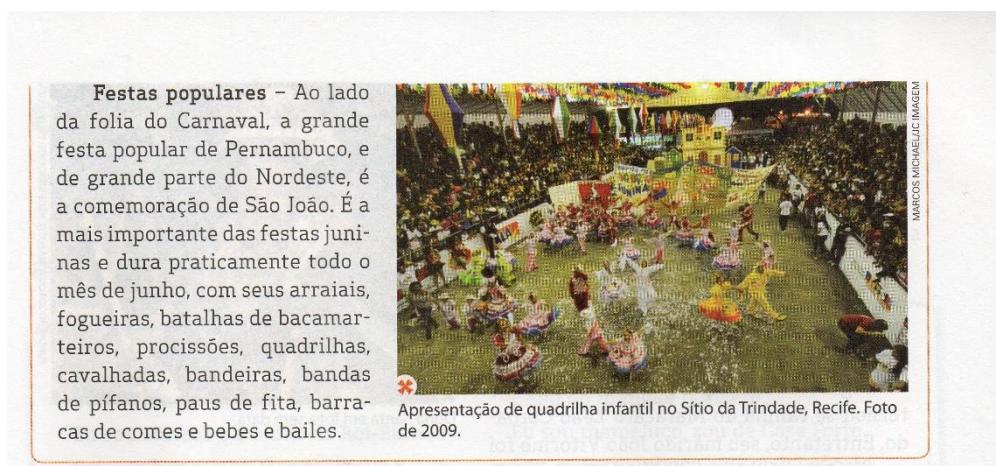 Festas populares – Ao lado
da folia do Carnaval, a grande
festa popular de Pernambuco, e
de grande parte do Nordeste, é
a comemoração de São João. É a
mais importante das festas juni-
nas e dura praticamente todo o
mês de junho, com seus arraiais,
fogueiras, batalhas de bacamar-
teiros, procissões, quadrilhas,
cavalhadas, bandeiras, bandas
de pífanos, paus de fita, barra-
cas de comes e bebes e bailes.
MARCOS MICHAEL/JC IMAGEM
Apresentação de quadrilha infantil no Sítio da Trindade, Recife. Foto
de 2009.